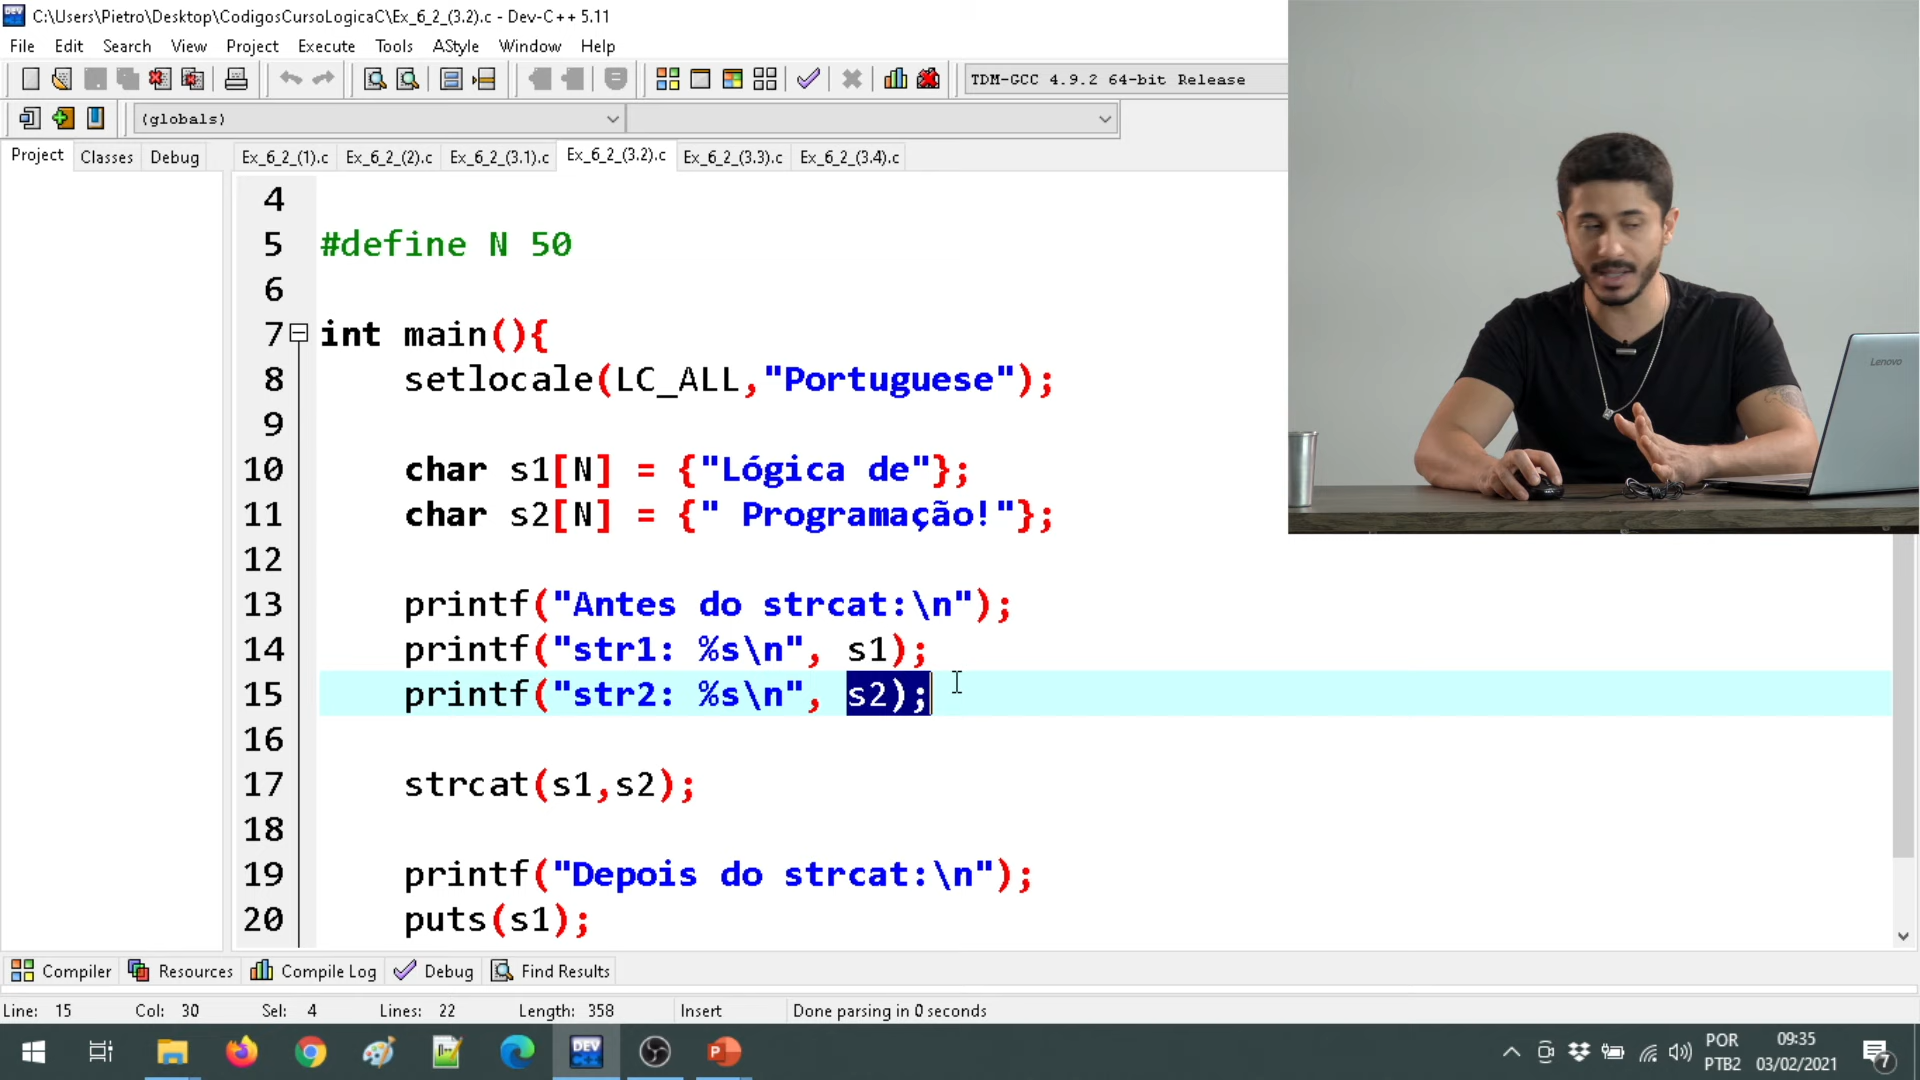 C:\Users\Pietro\Desktop\CodigosCursoLogicaC\Ex_6_2_(3.2).c - Dev-C++ 5.11
File Edit Search View Project Execute Tools AStyle Window Help
TDM-GCC 4.9.2 64-bit Release
(globals)
Project Classes Debug
Ex_6_2_(1).c Ex_6_2_(2).c Ex_6_2_(3.1).c Ex_6_2_(3.2).c Ex_6_2_(3.3).c Ex_6_2_(3.4).c
4
5 #define N 50
6
7 int main(){
8 setlocale(LC_ALL,"Portuguese");
9
10 char s1[N] = {"Lógica de"};
11 char s2[N] = {" Programação!"};
12
13 printf("Antes do strcat:\n");
14 printf("str1: %s\n", s1);
15 printf("str2: %s\n", s2);
16
17 strcat(s1,s2);
18
19 printf("Depois do strcat:\n");
20 puts(s1);
Compiler Resources Compile Log Debug Find Results
Line: 15 Col: 30 Sel: 4 Lines: 22 Length: 358 Insert Done parsing in 0 seconds
DEV
POR
PTB2
09:35
03/02/2021
7
Lenovo